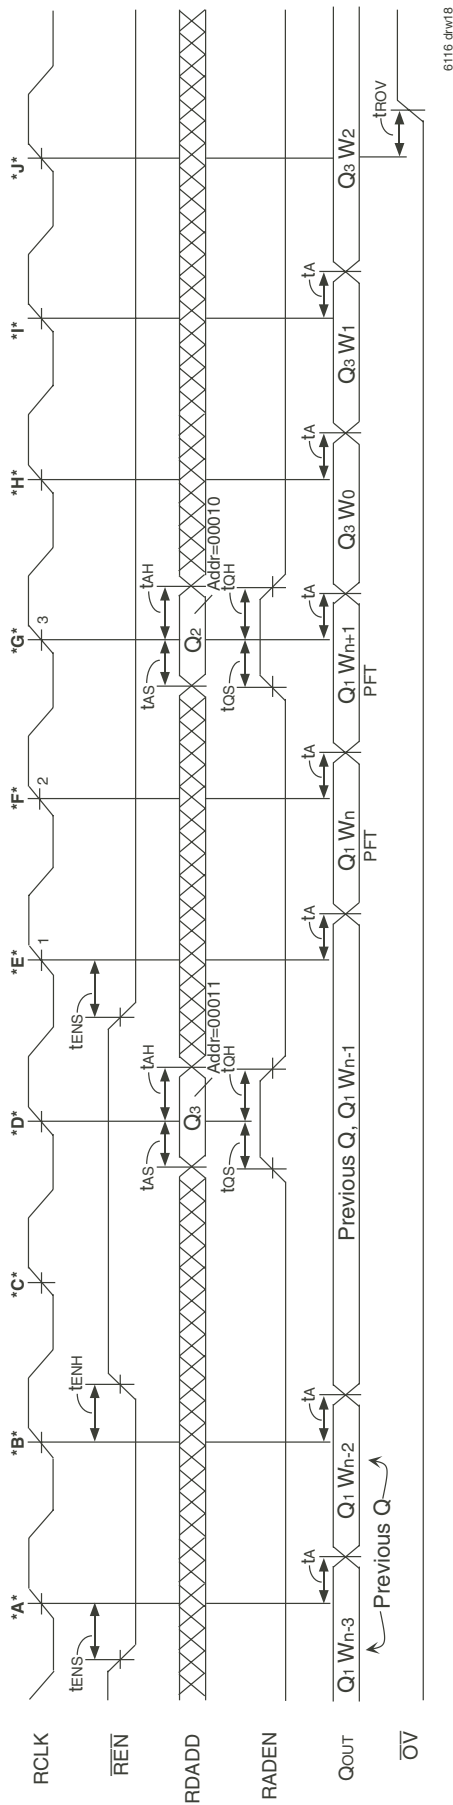 *A* *B* *C* *D* *E* *F* *G* *H* *I* *J*
RCLK 1 2 3
tENS tENH tENS
REN
tAS tAH tAS tAH
RDADD Q3 Q2
Addr=00011 Addr=00010
tQS tQH tQS tQH
RADEN
tA tA tA tA tA tA tA tA
QOUT Q1 Wn-3 Q1 Wn-2 Previous Q, Q1 Wn-1 Q1 Wn Q1 Wn+1 Q3 W0 Q3 W1 Q3 W2
PFT PFT
Previous Q
tROV
OV
6116 drw18